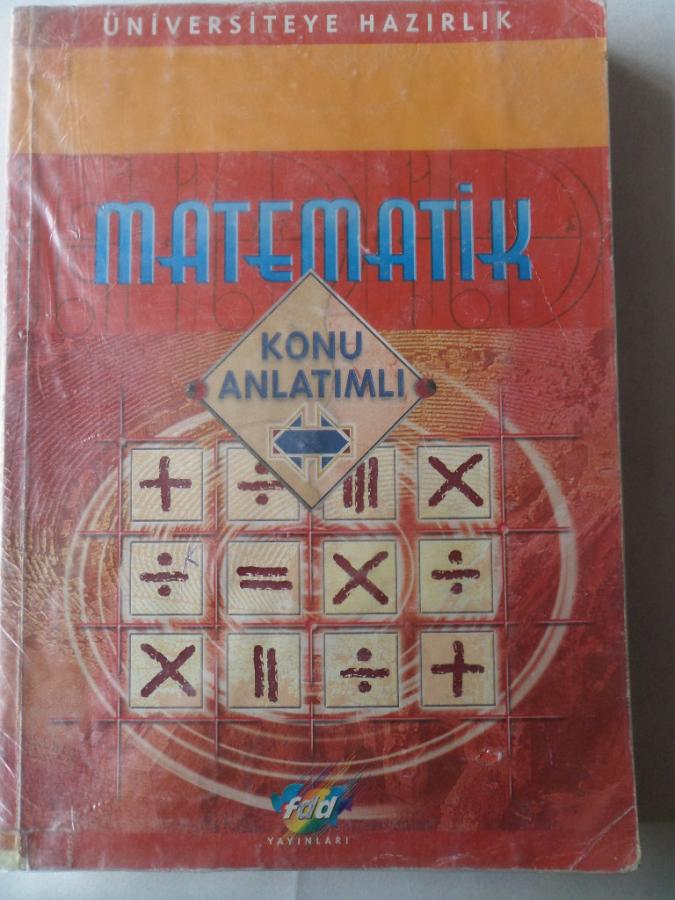 ÜNİVERSİTEYE HAZIRLIK
MATEMATİK
KONU
ANLATIMLI
+ ÷ ×
÷ = × ÷
× = ÷ +
fdd
YAYINLARI